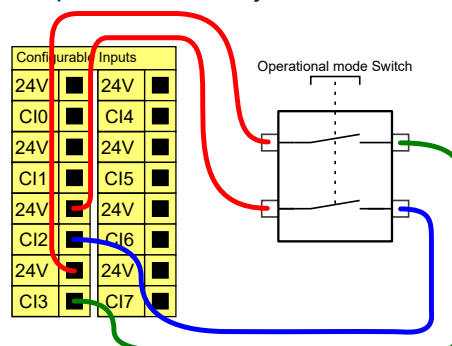 Configurable Inputs
24V 24V
CI0 CI4
24V 24V
CI1 CI5
24V 24V
CI2 CI6
24V 24V
CI3 CI7
Operational mode Switch